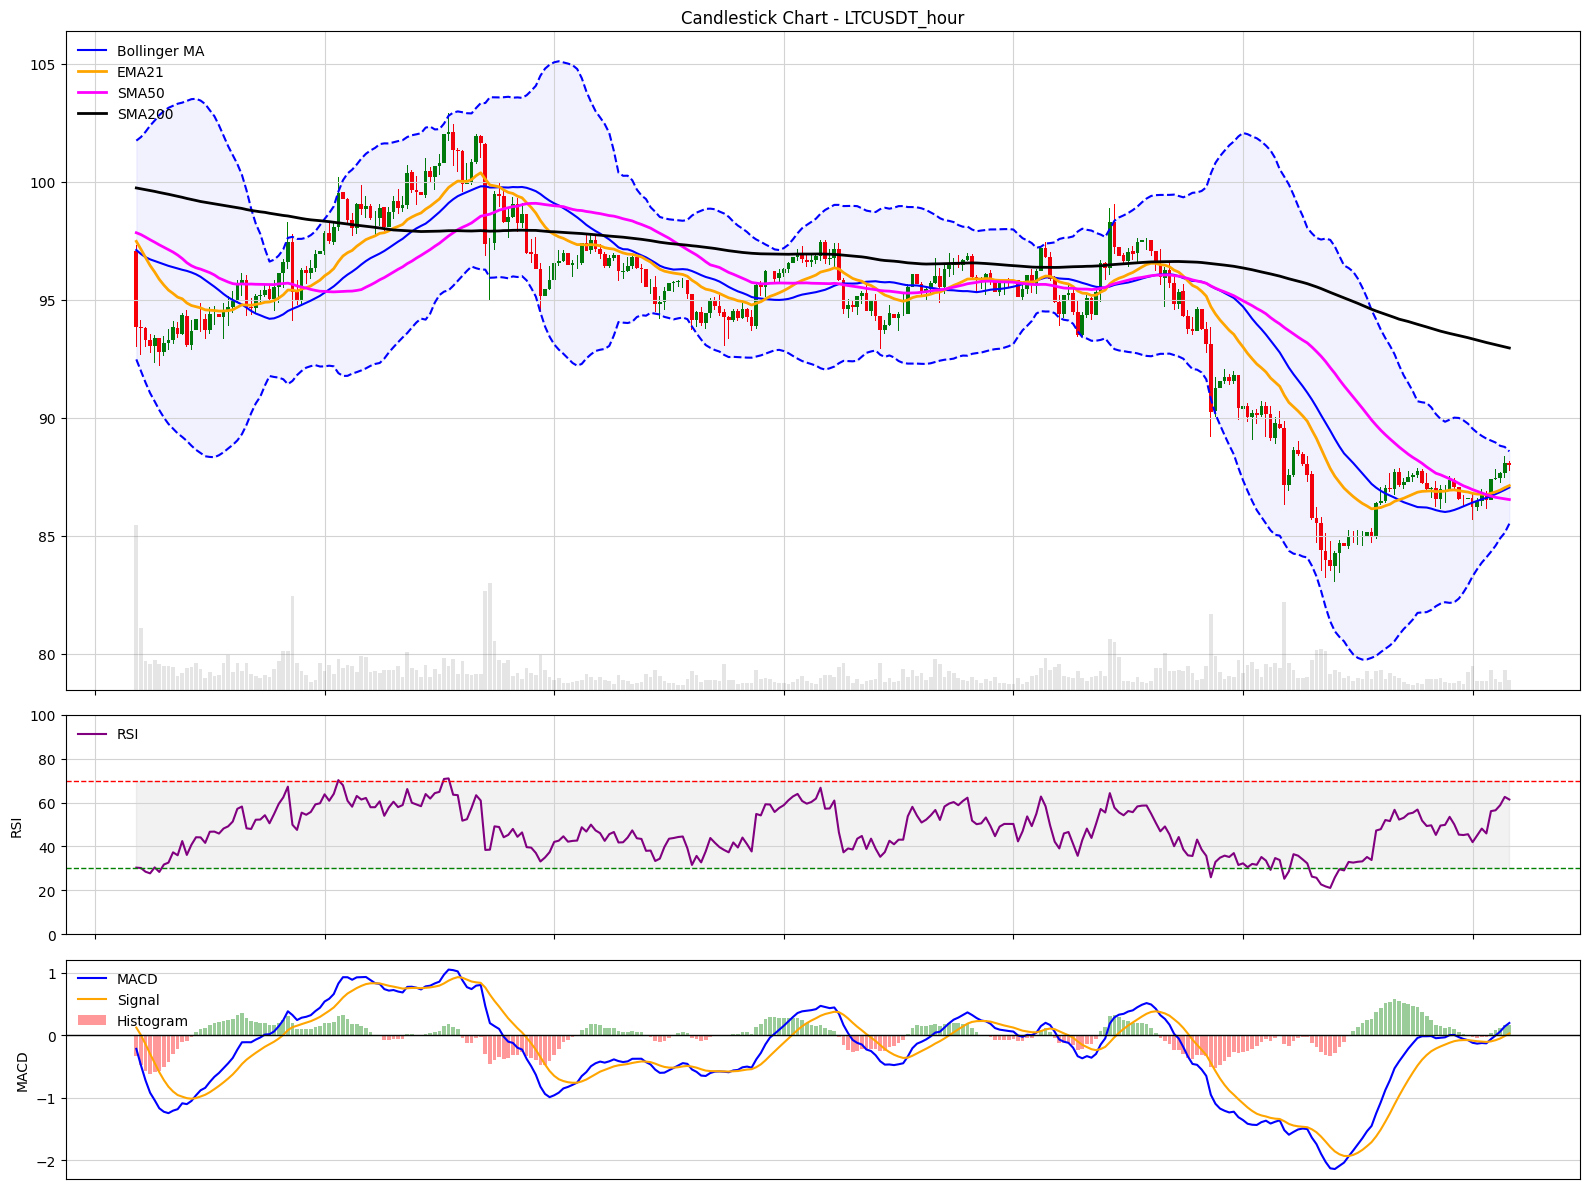 Candlestick Chart - LTCUSDT_hour
Bollinger MA
EMA21
SMA50
SMA200
105
100
95
90
85
80
RSI
100
80
60
40
20
0
RSI
MACD
Signal
Histogram
1
0
−1
−2
MACD